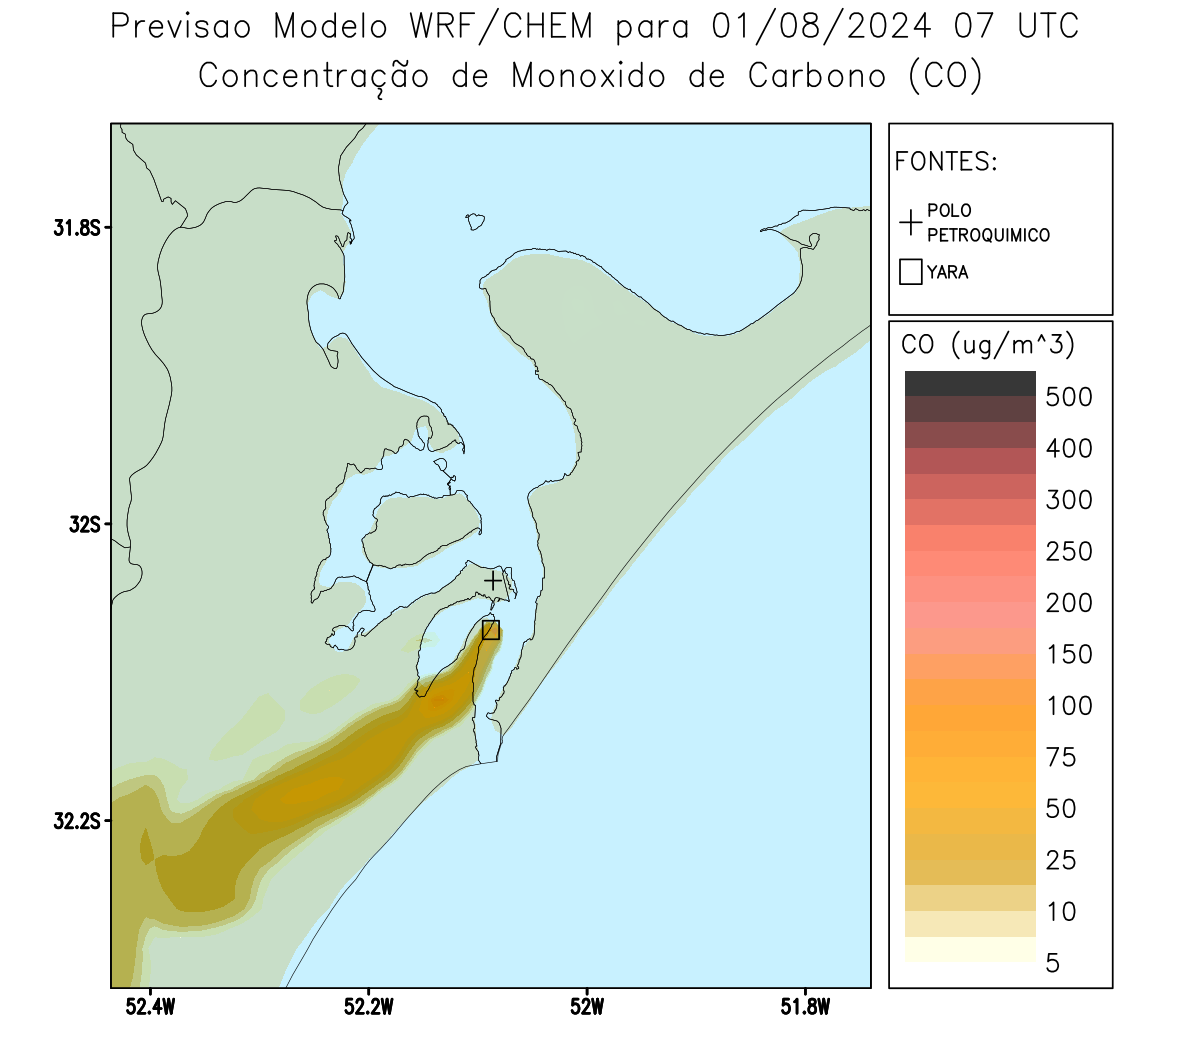 Previsao Modelo WRF/CHEM para 01/08/2024 07 UTC
Concentração de Monoxido de Carbono (CO)
FONTES:
POLO
PETROQUIMICO
YARA
CO (ug/m^3)
500
400
300
250
200
150
100
75
50
25
10
5
31.8S
32S
32.2S
52.4W
52.2W
52W
51.8W